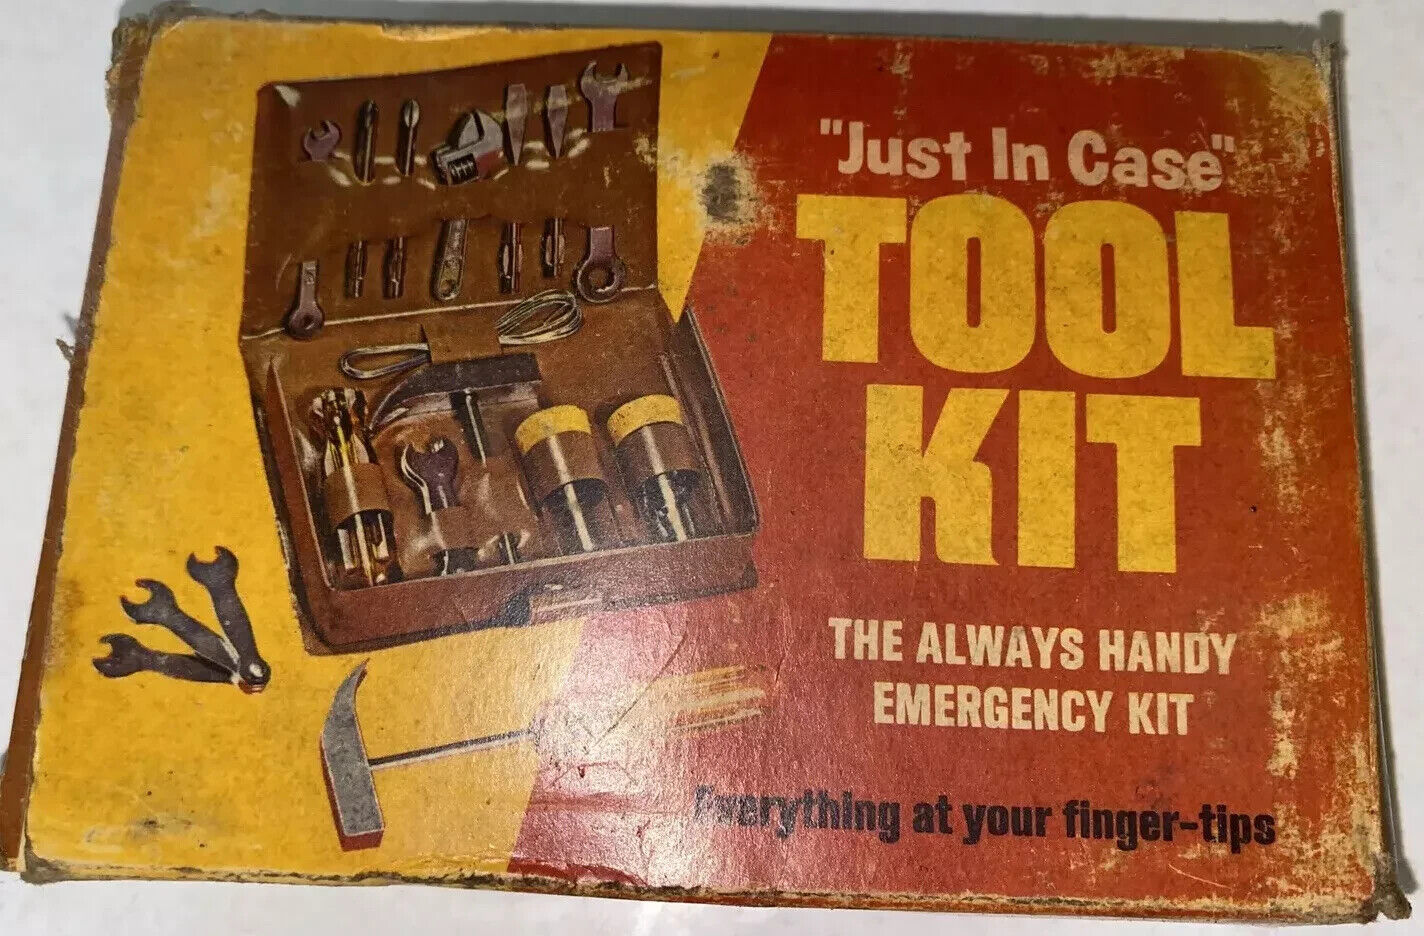 "Just In Case"
TOOL
KIT
THE ALWAYS HANDY
EMERGENCY KIT
Everything at your finger-tips